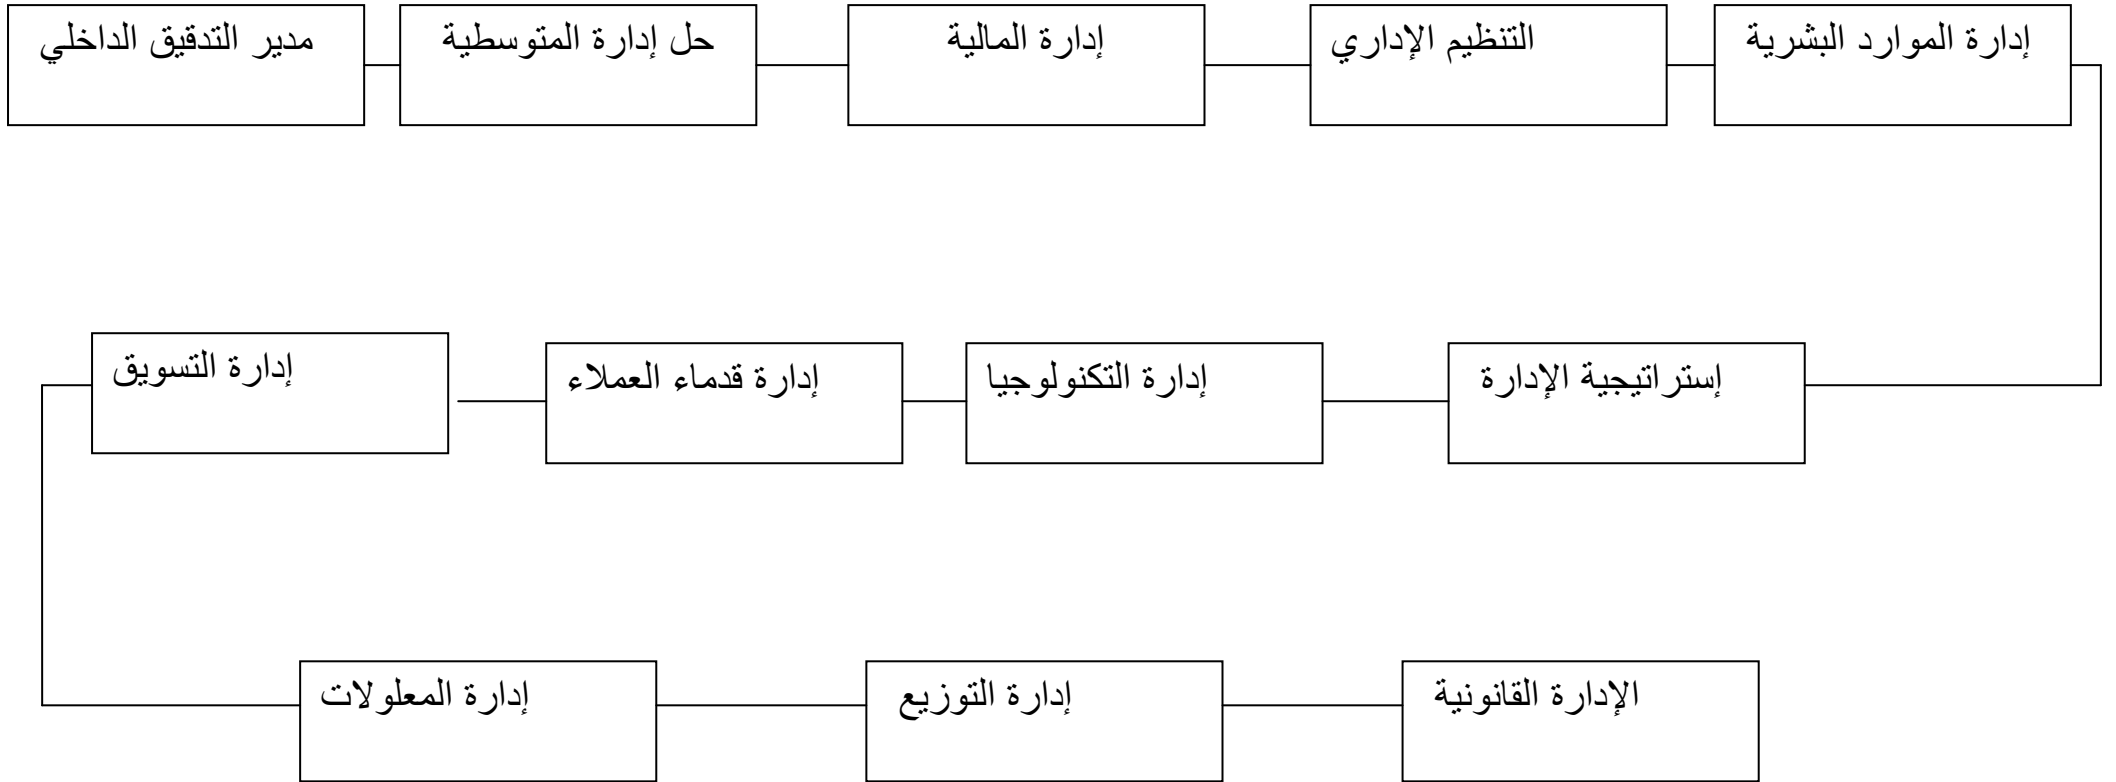 إدارة الموارد البشرية
التنظيم الإداري
إدارة المالية
حل إدارة المتوسطية
مدير التدقيق الداخلي
إستراتيجية الإدارة
إدارة التكنولوجيا
إدارة قدماء العملاء
إدارة التسويق
الإدارة القانونية
إدارة التوزيع
إدارة المعلولات